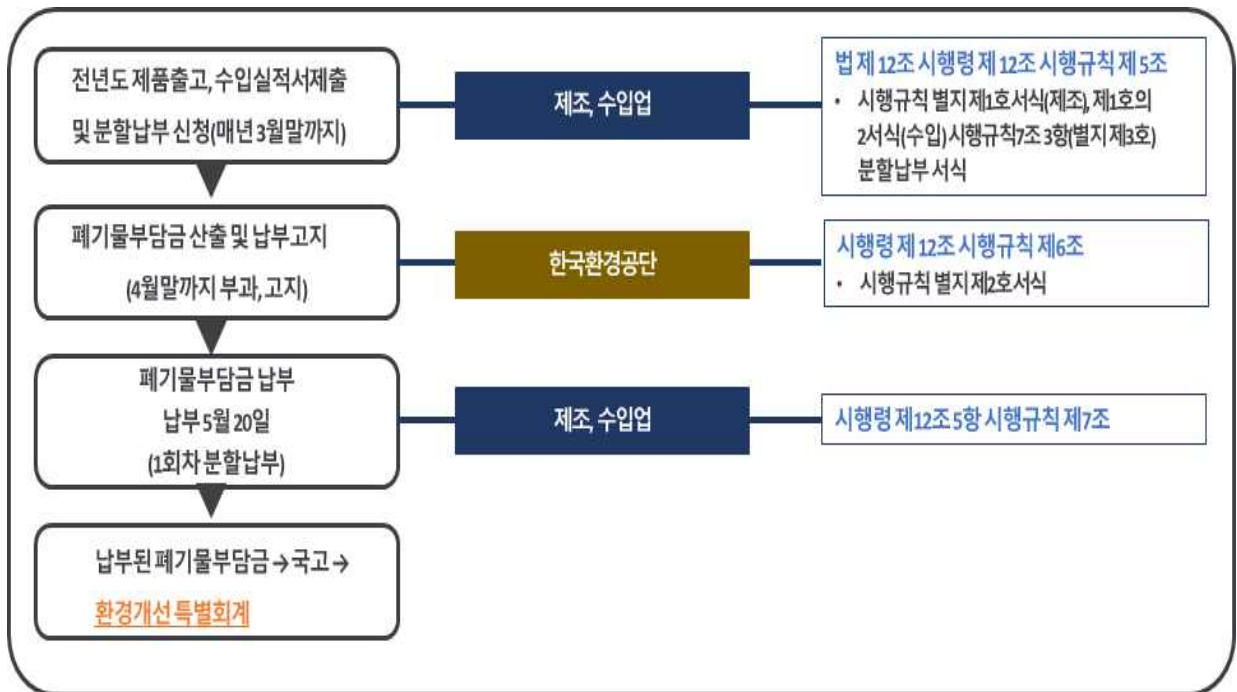 전년도 제품출고, 수입실적서제출
및 분할납부 신청(매년 3월말까지)
제조, 수입업
법 제12조 시행령 제12조 시행규칙 제5조
• 시행규칙 별지 제1호서식(제조), 제1호의
2서식(수입) 시행규칙7조 3항(별지 제3호)
분할납부 서식
폐기물부담금 산출 및 납부고지
(4월말까지 부과, 고지)
한국환경공단
시행령 제12조 시행규칙 제6조
• 시행규칙 별지 제2호서식
폐기물부담금 납부
납부 5월 20일
(1회차 분할납부)
제조, 수입업
시행령 제12조 5항 시행규칙 제7조
납부된 폐기물부담금→국고→
환경개선 특별회계